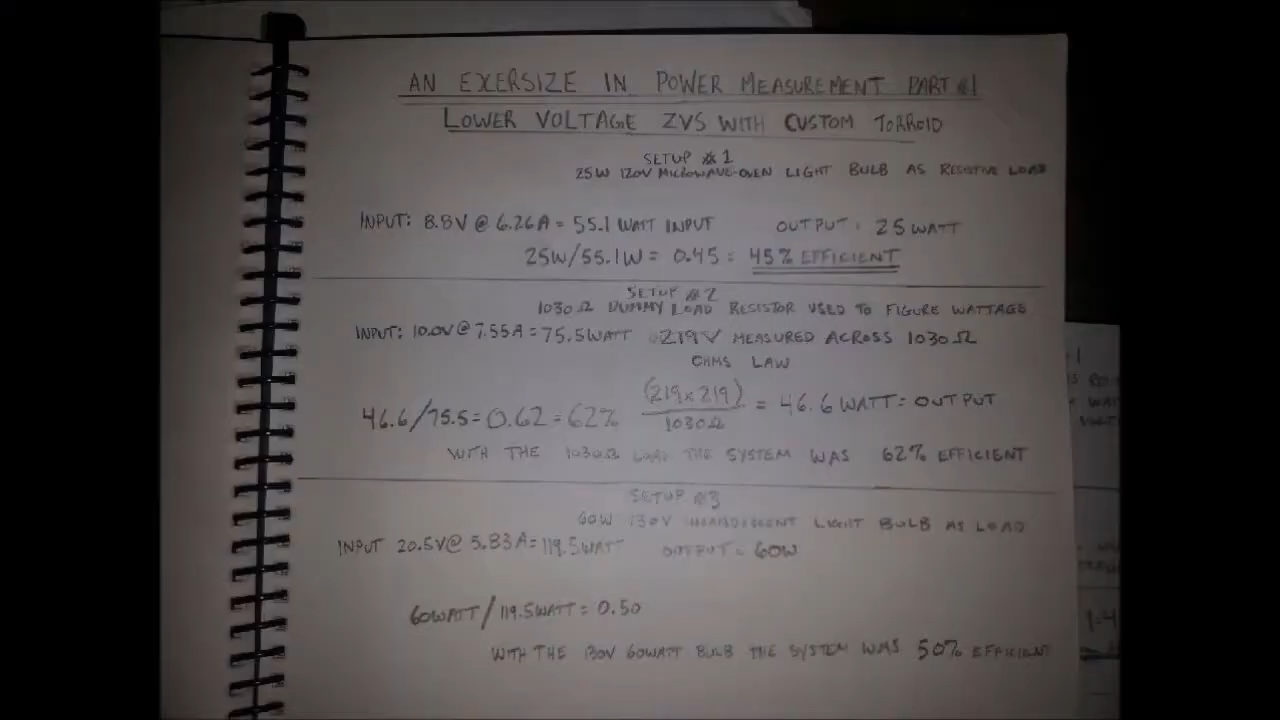 AN EXERSIZE IN POWER MEASUREMENT PART #1
LOWER VOLTAGE ZVS WITH CUSTOM TORROID
SETUP #1
25W 120V MICROWAVE-OVEN LIGHT BULB AS RESISTIVE LOAD
INPUT: 8.8V @ 6.26A = 55.1 WATT INPUT OUTPUT: 25 WATT
25W/55.1W = 0.45 = 45% EFFICIENT
SETUP #2
1030Ω DUMMY LOAD RESISTOR USED TO FIGURE WATTAGE
INPUT: 10.0V @ 7.55A = 75.5WATT 219V MEASURED ACROSS 1030Ω
OHMS LAW
46.6/75.5 = 0.62 = 62% (219x219)/1030Ω = 46.6 WATT = OUTPUT
WITH THE 1030Ω LOAD THE SYSTEM WAS 62% EFFICIENT
SETUP #3
60W 130V INCANDESCENT LIGHT BULB AS LOAD
INPUT 20.5V @ 5.83A = 119.5WATT OUTPUT = 60W
60WATT/119.5WATT = 0.50
WITH THE 130V 60WATT BULB THE SYSTEM WAS 50% EFFICIENT